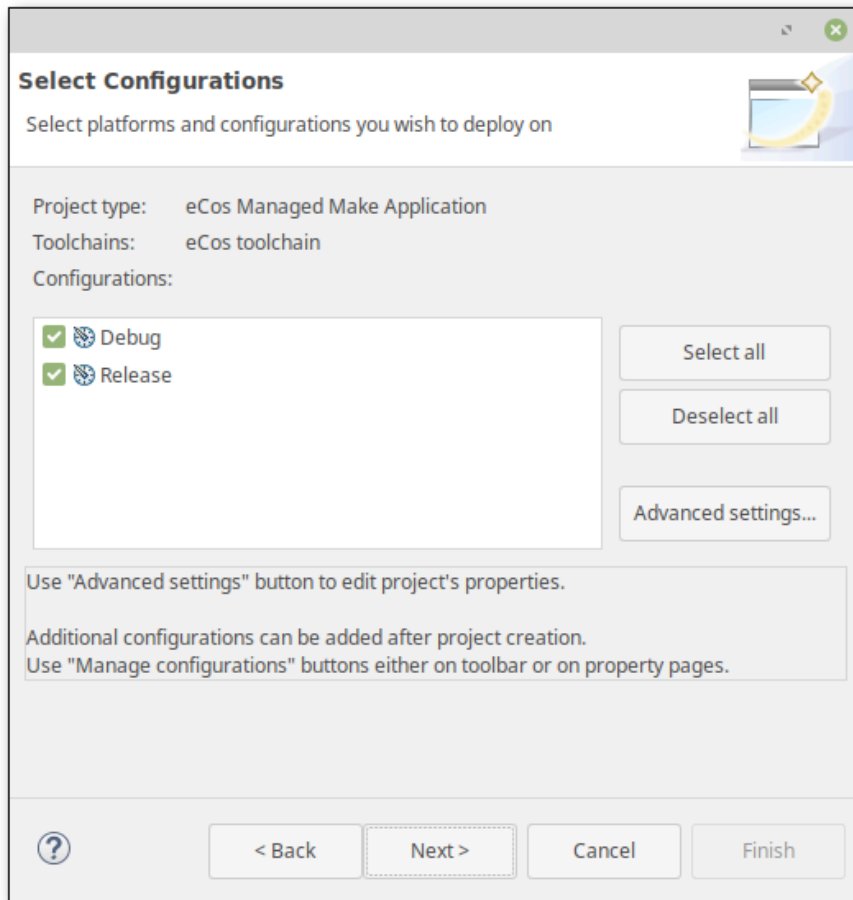 Select Configurations
Select platforms and configurations you wish to deploy on
Project type: eCos Managed Make Application
Toolchains: eCos toolchain
Configurations:
Debug
Release
Select all
Deselect all
Advanced settings...
Use "Advanced settings" button to edit project's properties.
Additional configurations can be added after project creation.
Use "Manage configurations" buttons either on toolbar or on property pages.
? < Back Next > Cancel Finish